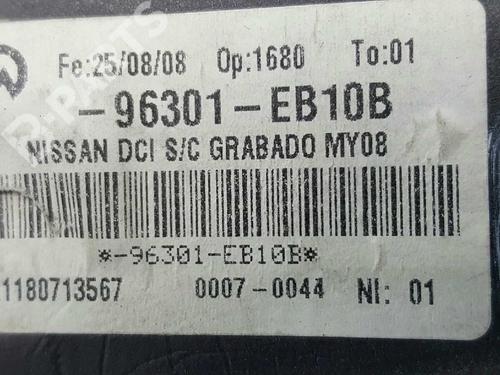 Fe:25/08/08 Op:1680 To:01
-96301-EB10B
NISSAN DCI S/C GRABADO MY08
*-96301-EB10B*
1180713567 0007-0044 NI: 01